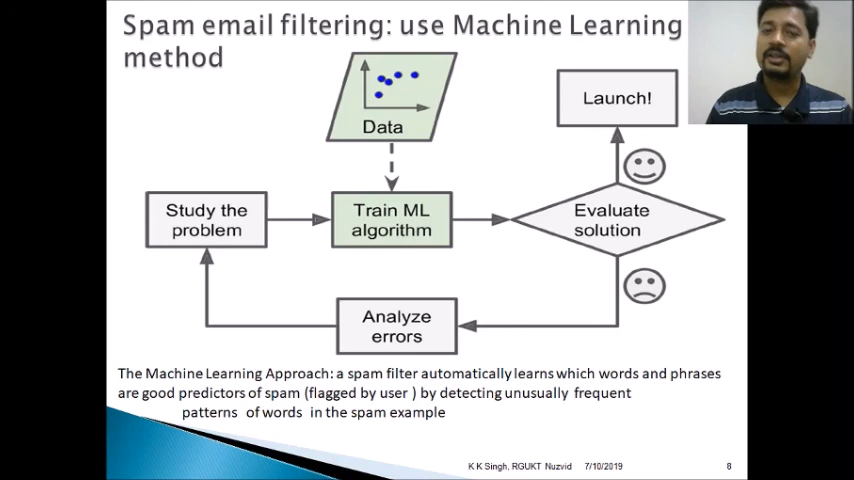 Spam email filtering: use Machine Learning
method
Data
Launch!
Study the
problem
Train ML
algorithm
Evaluate
solution
Analyze
errors
The Machine Learning Approach: a spam filter automatically learns which words and phrases
are good predictors of spam (flagged by user ) by detecting unusually frequent
patterns of words in the spam example
K K Singh, RGUKT Nuzvid 7/10/2019 8